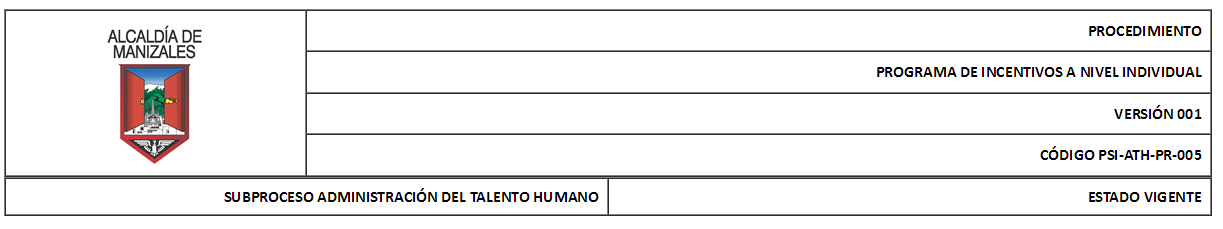 ALCALDÍA DE
MANIZALES
PROCEDIMIENTO
PROGRAMA DE INCENTIVOS A NIVEL INDIVIDUAL
VERSIÓN 001
CÓDIGO PSI-ATH-PR-005
SUBPROCESO ADMINISTRACIÓN DEL TALENTO HUMANO
ESTADO VIGENTE